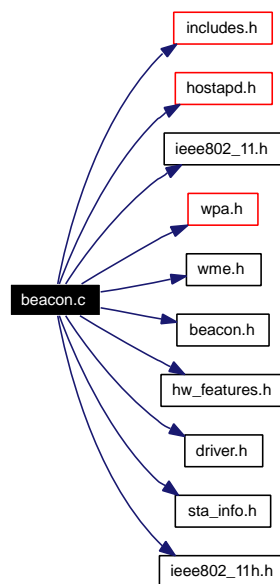 includes.h
hostapd.h
ieee802_11.h
wpa.h
wme.h
beacon.c
beacon.h
hw_features.h
driver.h
sta_info.h
ieee802_11h.h